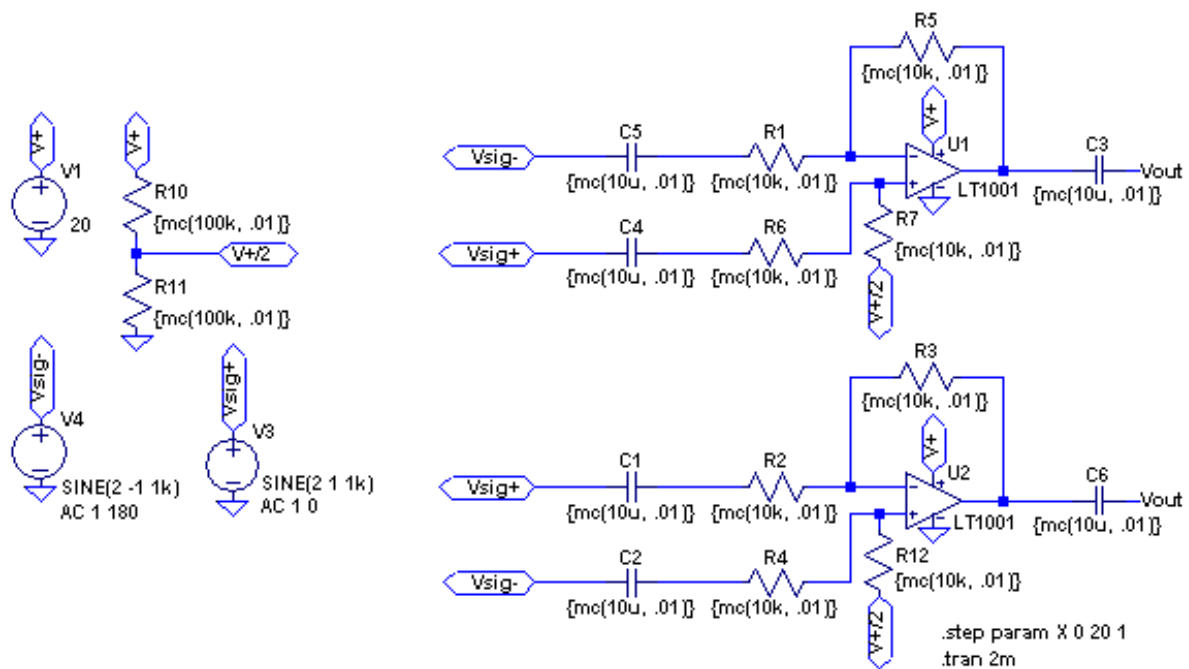 V+
V1
20
V+
R10
{mc(100k, .01)}
V+/2
R11
{mc(100k, .01)}
Vsig-
V4
SINE(2 -1 1k)
AC 1 180
Vsig+
V3
SINE(2 1 1k)
AC 1 0
R5
{mc(10k, .01)}
V+
Vsig-
C5
{mc(10u, .01)}
R1
{mc(10k, .01)}
U1
LT1001
C3
{mc(10u, .01)}
Vout
Vsig+
C4
{mc(10u, .01)}
R6
{mc(10k, .01)}
R7
{mc(10k, .01)}
V+/2
R3
{mc(10k, .01)}
V+
Vsig+
C1
{mc(10u, .01)}
R2
{mc(10k, .01)}
U2
LT1001
C6
{mc(10u, .01)}
Vout
Vsig-
C2
{mc(10u, .01)}
R4
{mc(10k, .01)}
R12
{mc(10k, .01)}
V+/2
.step param X 0 20 1
.tran 2m